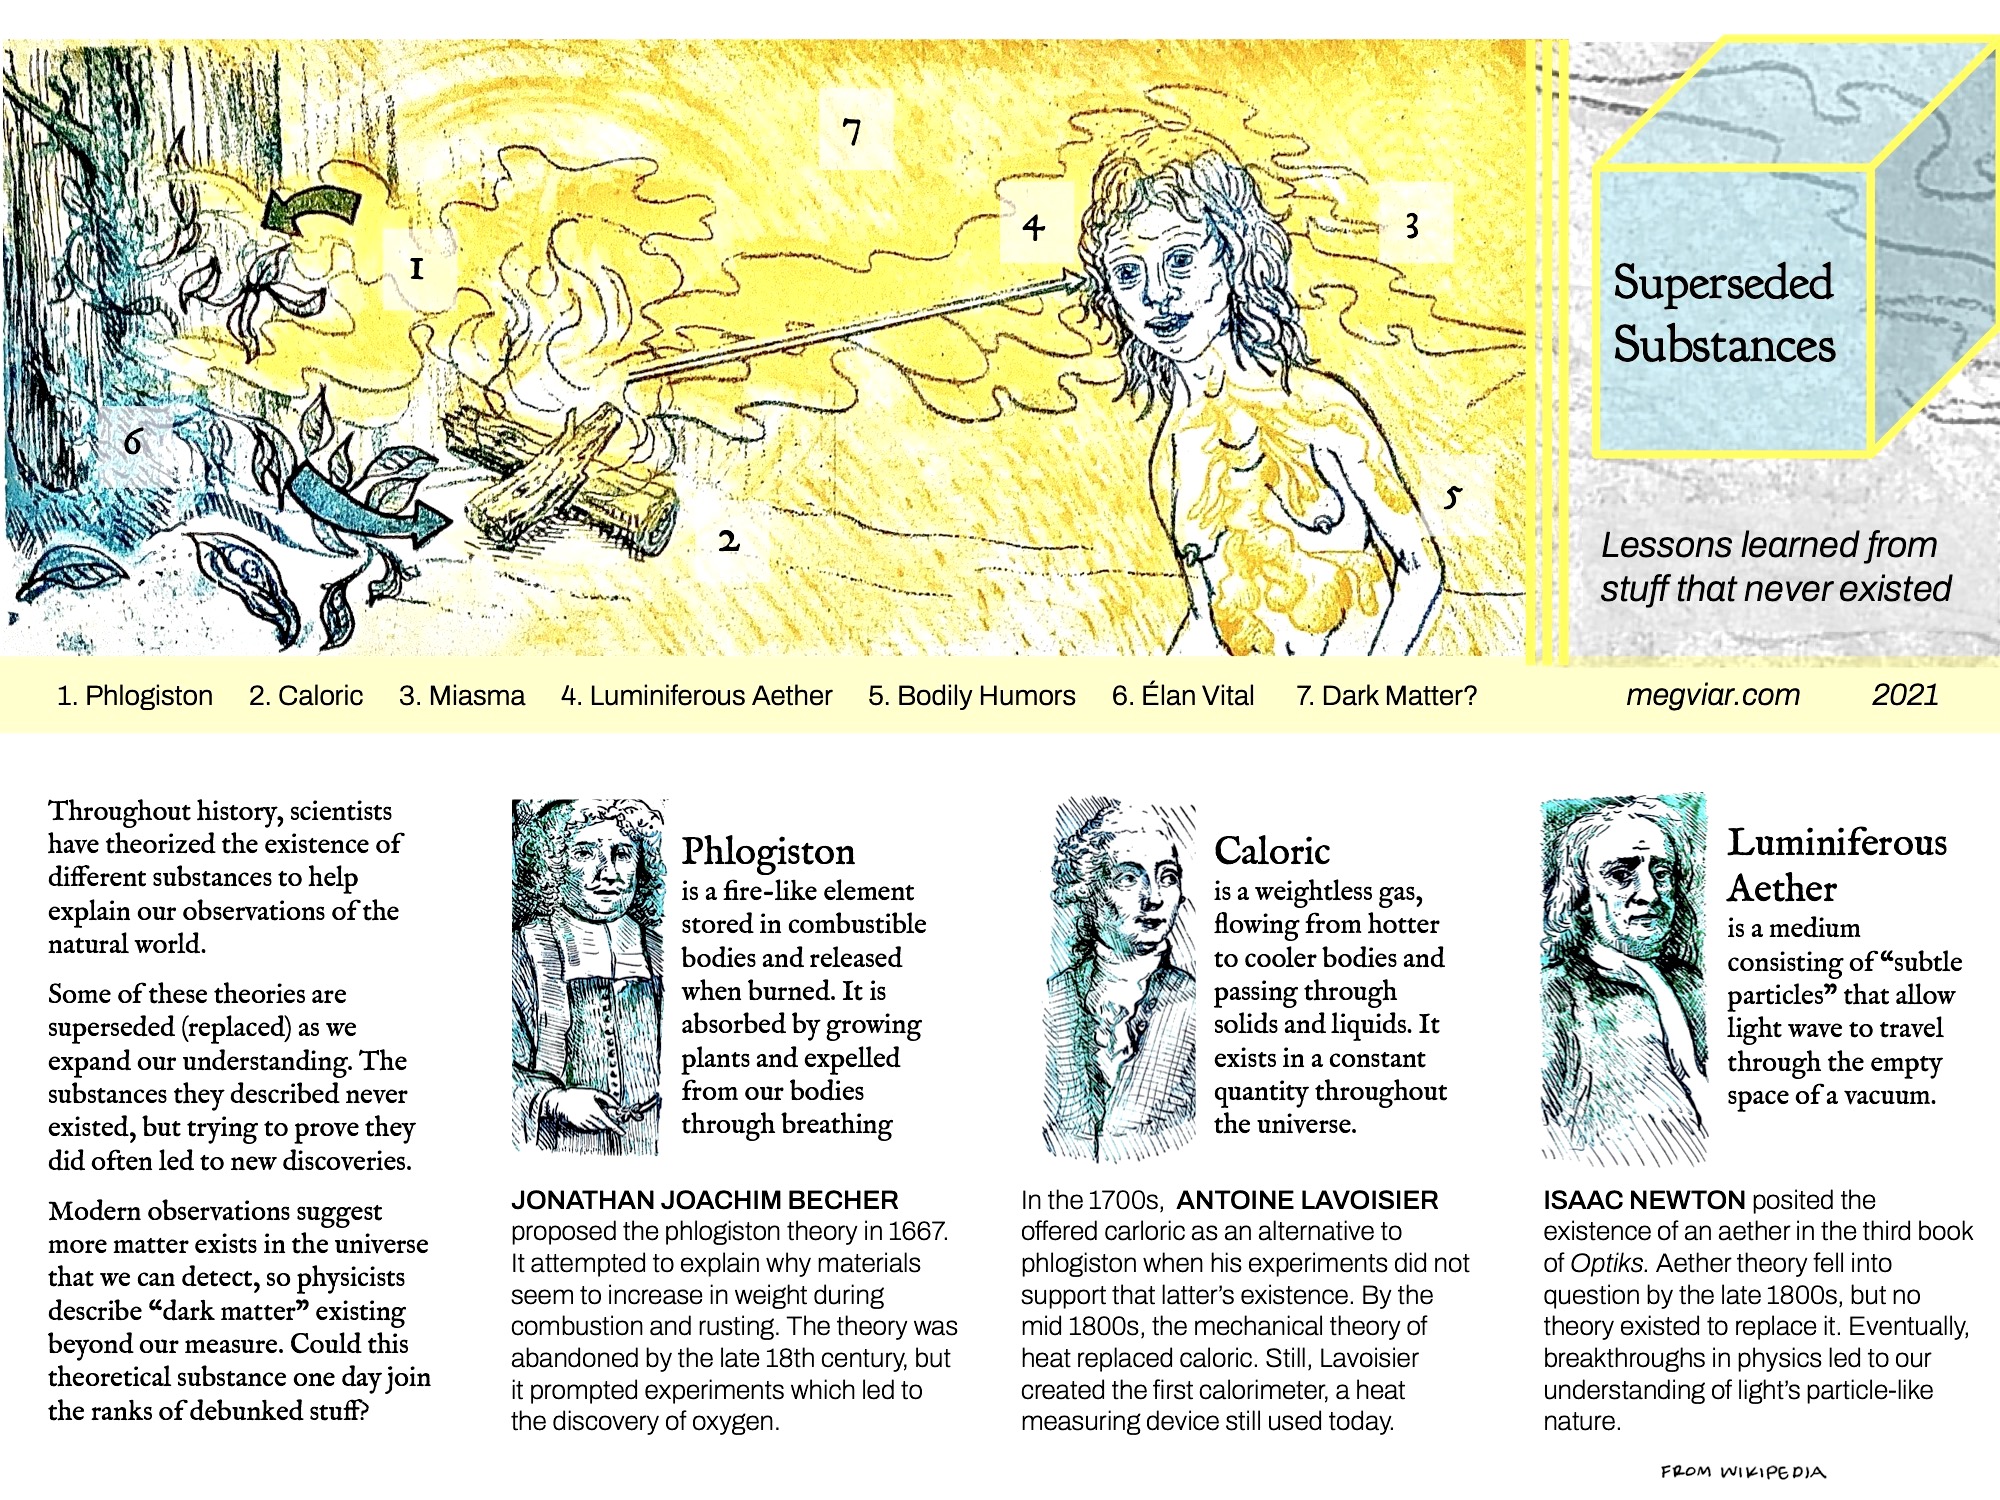 7
4
3
1
6
5
2
Superseded
Substances
Lessons learned from
stuff that never existed
1. Phlogiston 2. Caloric 3. Miasma 4. Luminiferous Aether 5. Bodily Humors 6. Élan Vital 7. Dark Matter?
megviar.com 2021
Throughout history, scientists
have theorized the existence of
different substances to help
explain our observations of the
natural world.
Some of these theories are
superseded (replaced) as we
expand our understanding. The
substances they described never
existed, but trying to prove they
did often led to new discoveries.
Modern observations suggest
more matter exists in the universe
that we can detect, so physicists
describe “dark matter” existing
beyond our measure. Could this
theoretical substance one day join
the ranks of debunked stuff?
Phlogiston
is a fire-like element
stored in combustible
bodies and released
when burned. It is
absorbed by growing
plants and expelled
from our bodies
through breathing
JONATHAN JOACHIM BECHER
proposed the phlogiston theory in 1667.
It attempted to explain why materials
seem to increase in weight during
combustion and rusting. The theory was
abandoned by the late 18th century, but
it prompted experiments which led to
the discovery of oxygen.
Caloric
is a weightless gas,
flowing from hotter
to cooler bodies and
passing through
solids and liquids. It
exists in a constant
quantity throughout
the universe.
In the 1700s, ANTOINE LAVOISIER
offered carloric as an alternative to
phlogiston when his experiments did not
support that latter’s existence. By the
mid 1800s, the mechanical theory of
heat replaced caloric. Still, Lavoisier
created the first calorimeter, a heat
measuring device still used today.
Luminiferous
Aether
is a medium
consisting of “subtle
particles” that allow
light wave to travel
through the empty
space of a vacuum.
ISAAC NEWTON posited the
existence of an aether in the third book
of Optiks. Aether theory fell into
question by the late 1800s, but no
theory existed to replace it. Eventually,
breakthroughs in physics led to our
understanding of light’s particle-like
nature.
FROM WIKIPEDIA